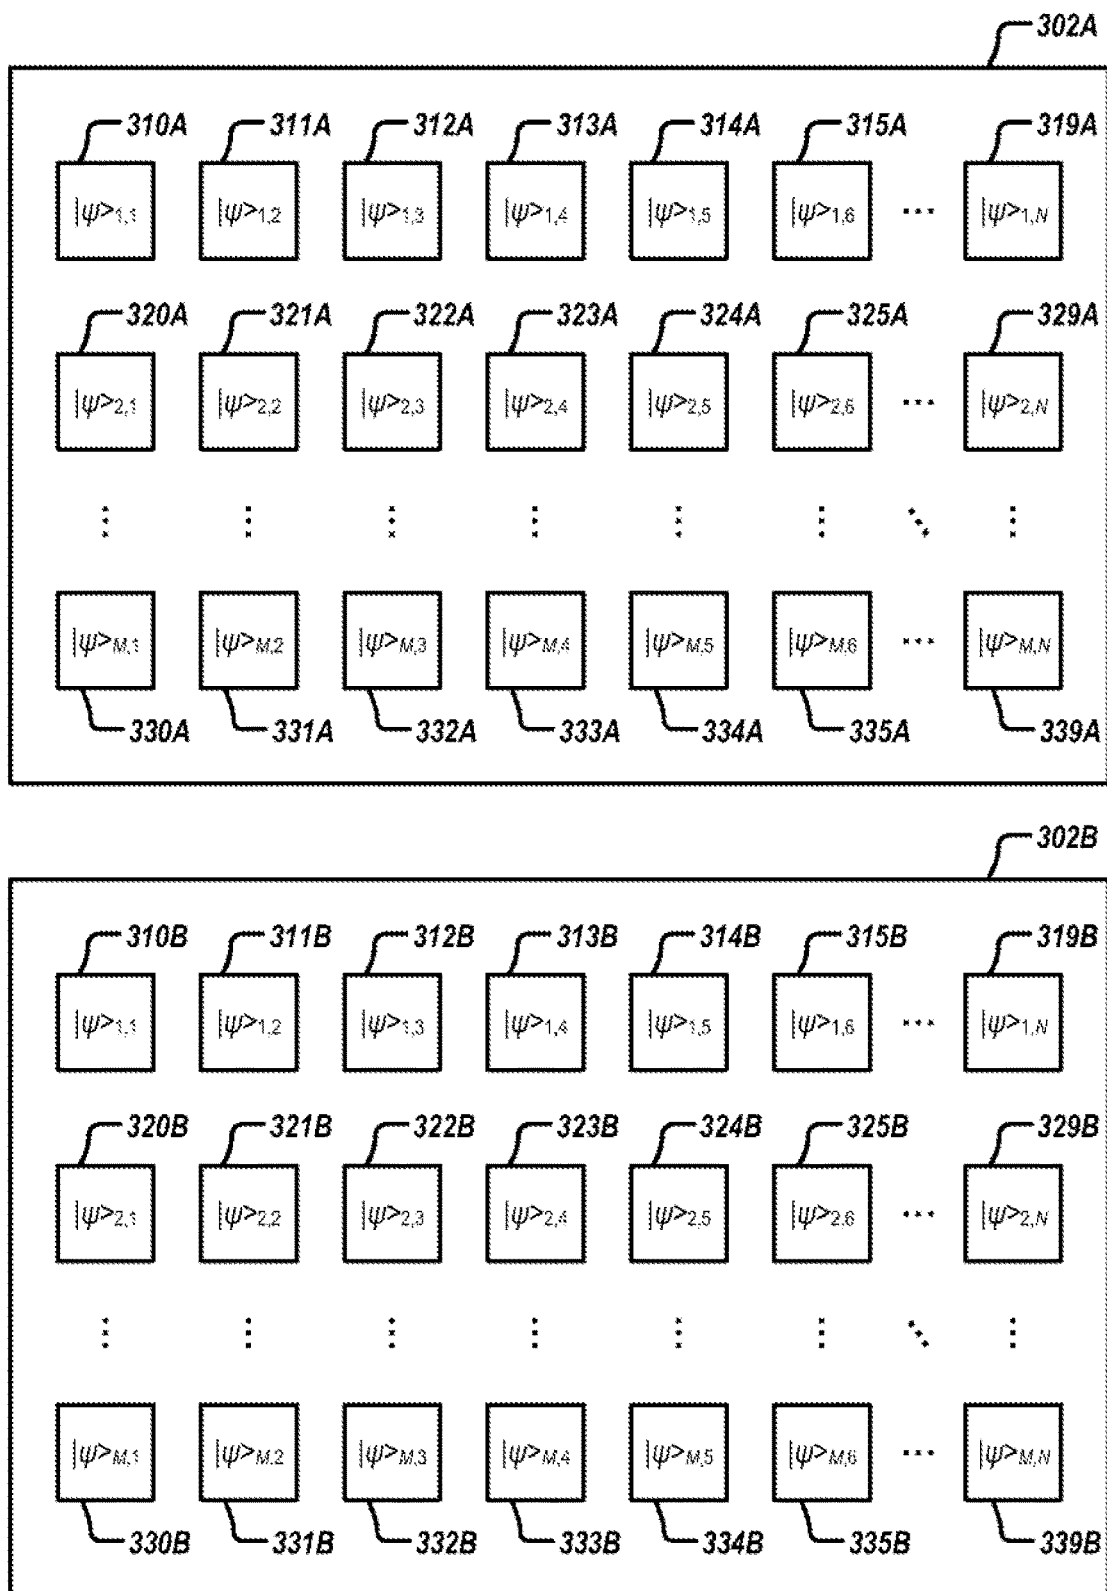 302A
310A 311A 312A 313A 314A 315A 319A
|ψ>1,1 |ψ>1,2 |ψ>1,3 |ψ>1,4 |ψ>1,5 |ψ>1,6 ... |ψ>1,N
320A 321A 322A 323A 324A 325A 329A
|ψ>2,1 |ψ>2,2 |ψ>2,3 |ψ>2,4 |ψ>2,5 |ψ>2,6 ... |ψ>2,N
|ψ>M,1 |ψ>M,2 |ψ>M,3 |ψ>M,4 |ψ>M,5 |ψ>M,6 ... |ψ>M,N
330A 331A 332A 333A 334A 335A 339A
302B
310B 311B 312B 313B 314B 315B 319B
|ψ>1,1 |ψ>1,2 |ψ>1,3 |ψ>1,4 |ψ>1,5 |ψ>1,6 ... |ψ>1,N
320B 321B 322B 323B 324B 325B 329B
|ψ>2,1 |ψ>2,2 |ψ>2,3 |ψ>2,4 |ψ>2,5 |ψ>2,6 ... |ψ>2,N
|ψ>M,1 |ψ>M,2 |ψ>M,3 |ψ>M,4 |ψ>M,5 |ψ>M,6 ... |ψ>M,N
330B 331B 332B 333B 334B 335B 339B